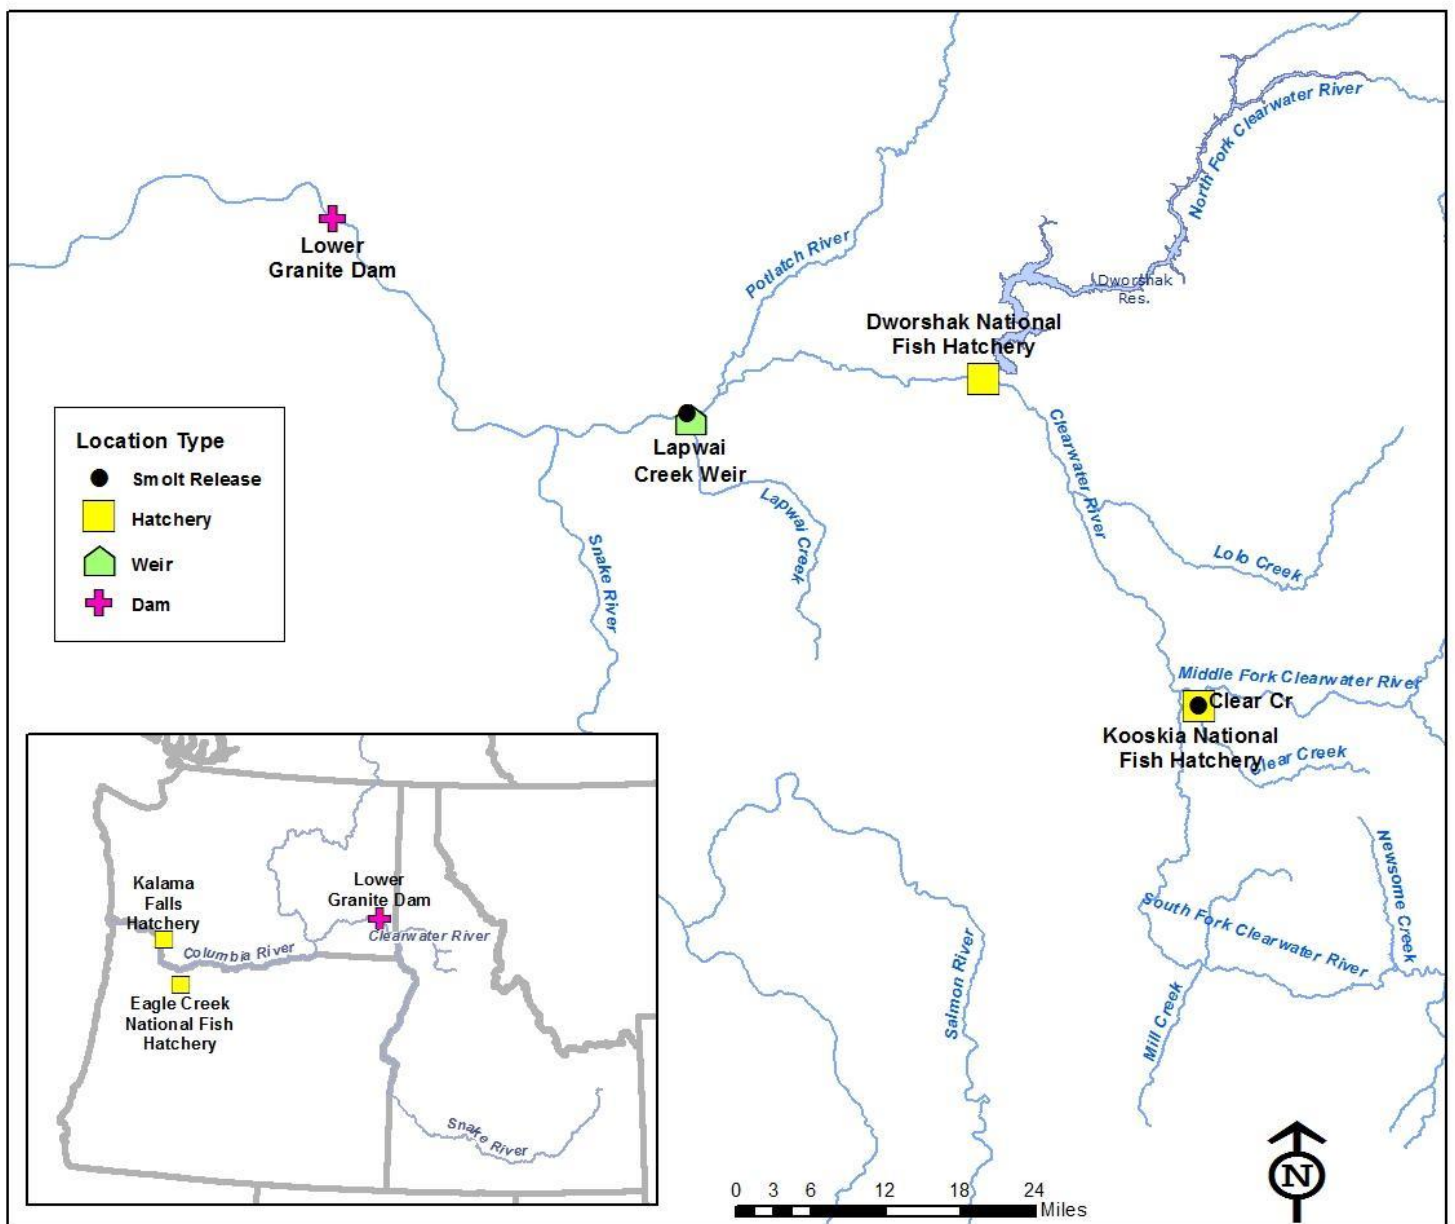 North Fork Clearwater River
Lower
Granite Dam
Potlatch River
Dworshak
Res.
Dworshak National
Fish Hatchery
Location Type
Smolt Release
Hatchery
Weir
Dam
Lapwai
Creek Weir
Lapwai Creek
Clearwater River
Snake River
Lolo Creek
Middle Fork Clearwater River
Clear Cr
Kooskia National
Fish Hatchery
Clear Creek
Newsome Creek
South Fork Clearwater River
Mill Creek
Salmon River
Kalama
Falls
Hatchery
Lower
Granite Dam
Columbia River
Clearwater River
Eagle Creek
National Fish
Hatchery
Snake River
0 3 6 12 18 24
Miles
N